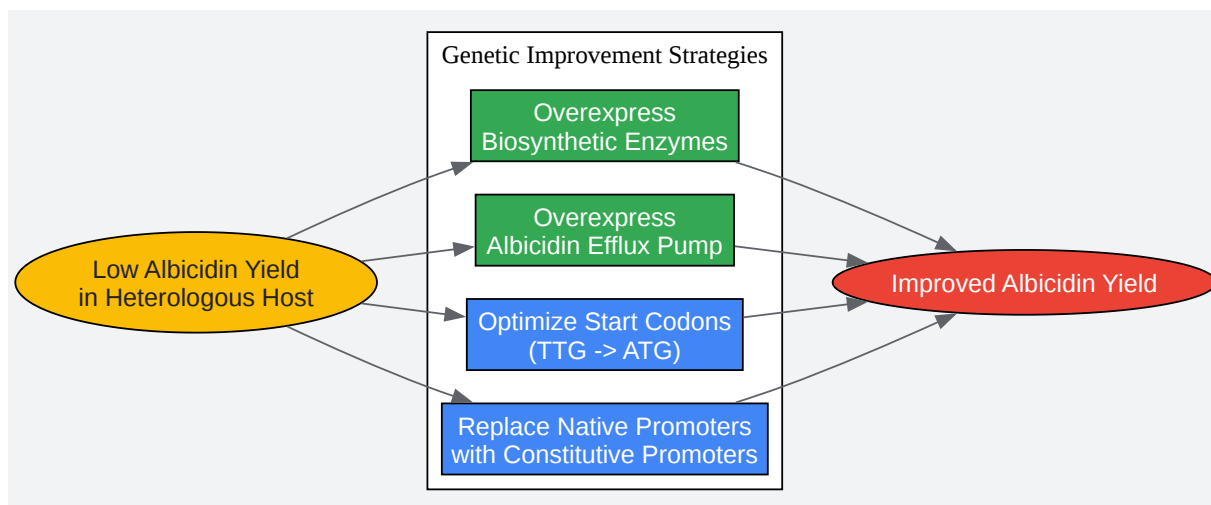 Genetic Improvement Strategies
Overexpress
Biosynthetic Enzymes
Overexpress
Albicidin Efflux Pump
Low Albicidin Yield
in Heterologous Host
Improved Albicidin Yield
Optimize Start Codons
(TTG -> ATG)
Replace Native Promoters
with Constitutive Promoters